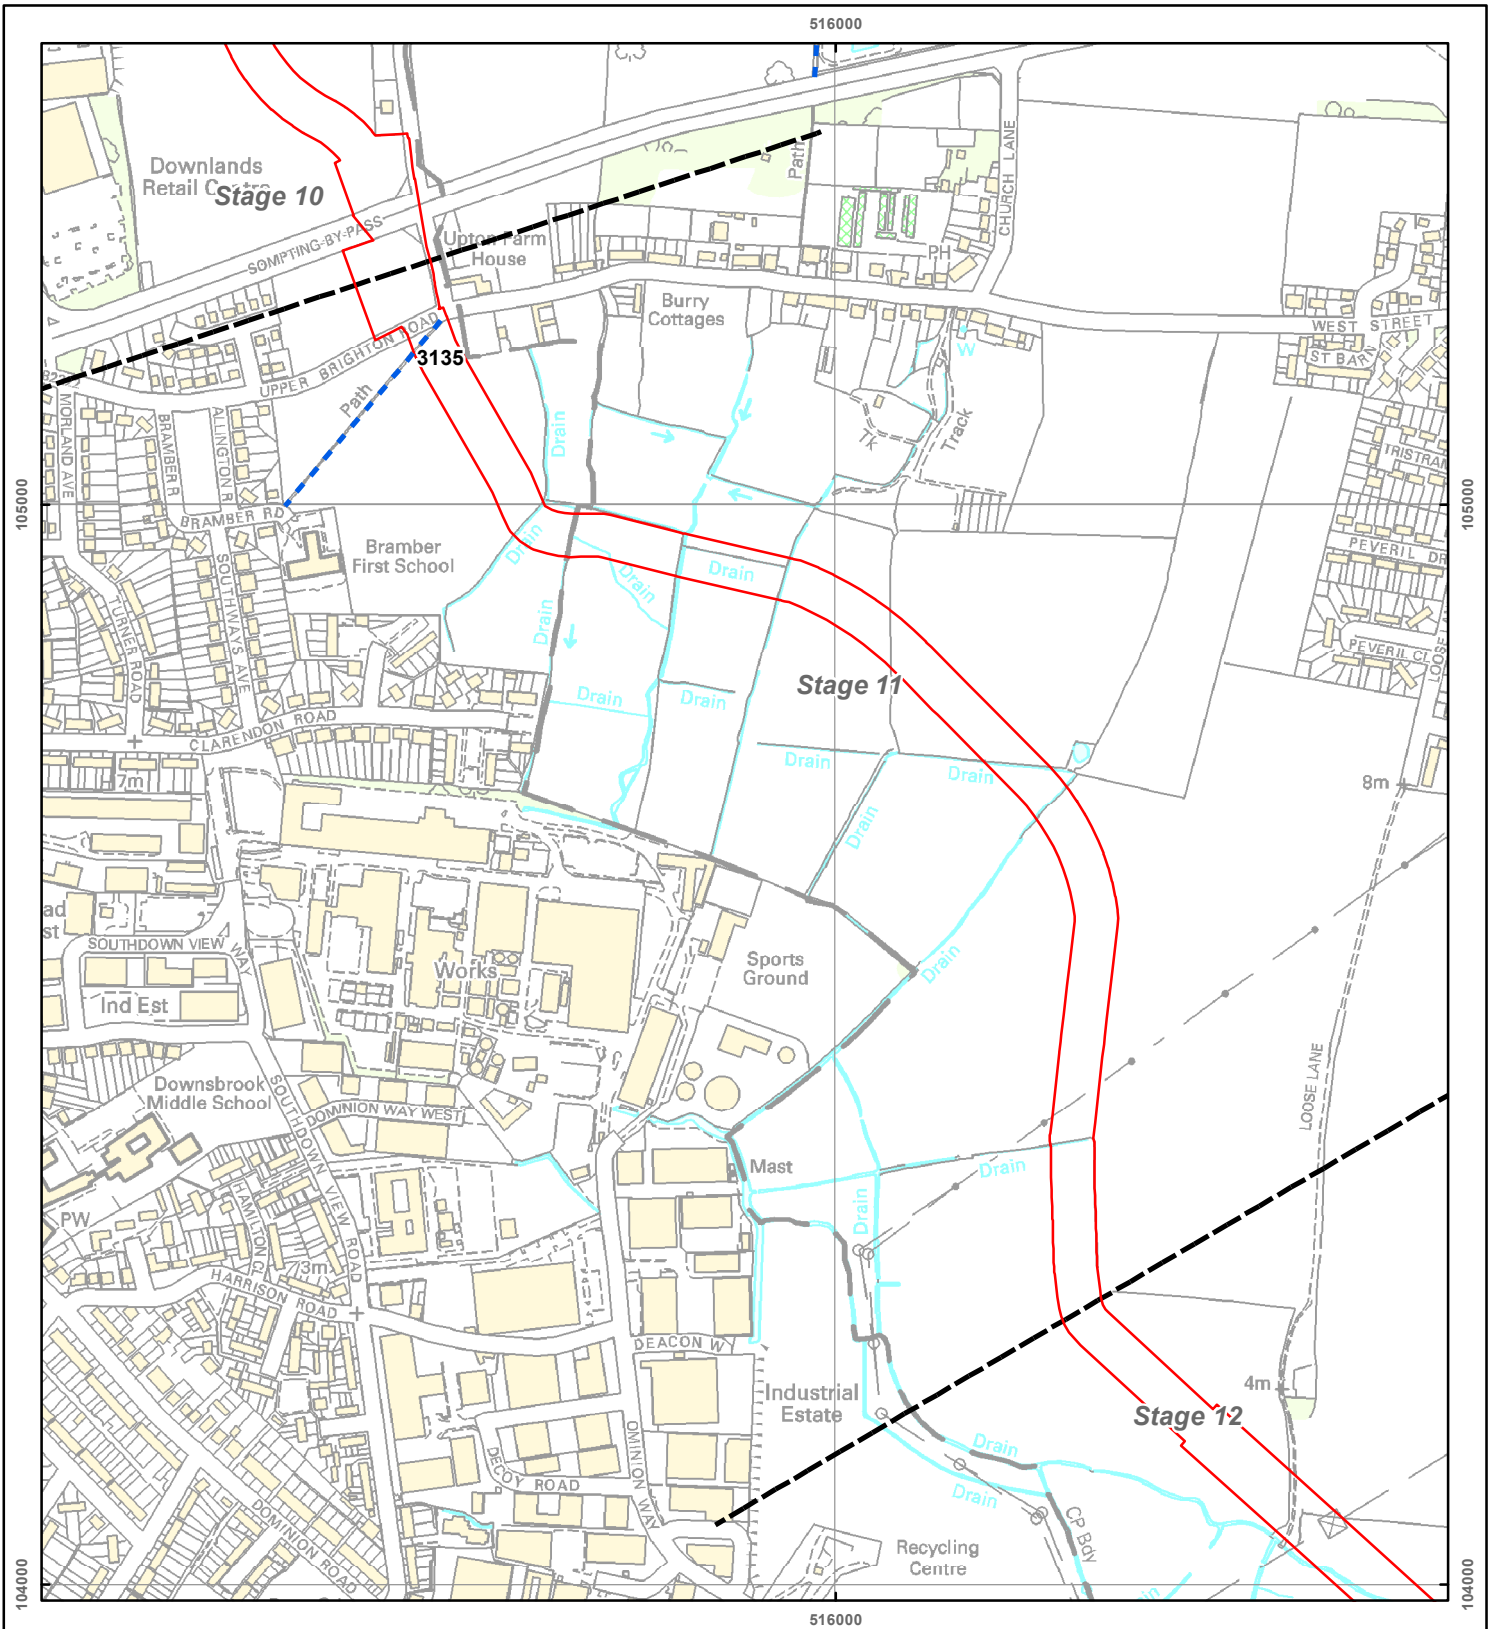 516000
Downlands
Retail Centre
Stage 10
SOMPTING-BY-PASS
Path
CHURCH LANE
Upton Farm
House
PH
Burry
Cottages
WEST STREET
ST BARN
W
3135
UPPER BRIGHTON ROAD
Path
MORLAND AVE
BRAMBER R
ALLINGTON R
Drain
Tk
Track
TRISTRAM
105000
105000
BRAMBER RD
Bramber
First School
Drain
Drain
Drain
Drain
PEVERIL DR
PEVERIL CL
LOOSE LA
TURNER ROAD
SOUTHWAYS AVE
Stage 11
Drain
Drain
CLARENDON ROAD
7m
Drain
Drain
8m
Drain
ad
st
SOUTHDOWN VIEW
WAY
Works
Sports
Ground
Drain
Ind Est
Downsbrook
Middle School
SOUTHDOWN VIEW ROAD
DOMINION WAY WEST
LOOSE LANE
Mast
Drain
Drain
PW
HAMILTON CL
3m
HARRISON ROAD
DEACON W
Industrial
Estate
4m
Stage 12
Drain
Drain
DECOY ROAD
OMINION WAY
DOMINION ROAD
CP Bdy
Recycling
Centre
104000
104000
516000